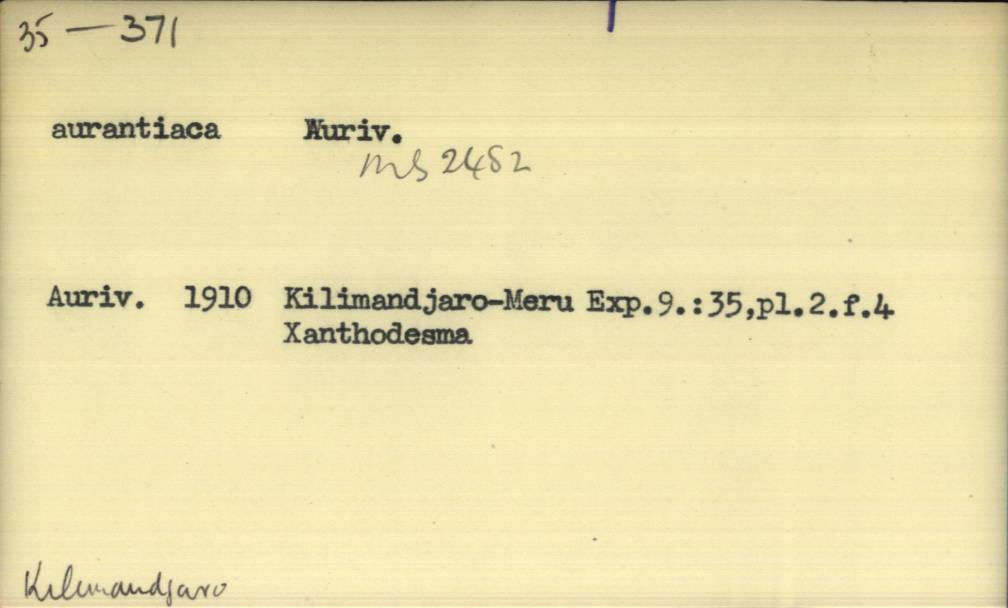 35 — 371
aurantiaca Auriv.
MS 2482
Auriv. 1910 Kilimandjaro-Meru Exp.9.:35,pl.2.f.4
Xanthodesma
Kilimandjaro